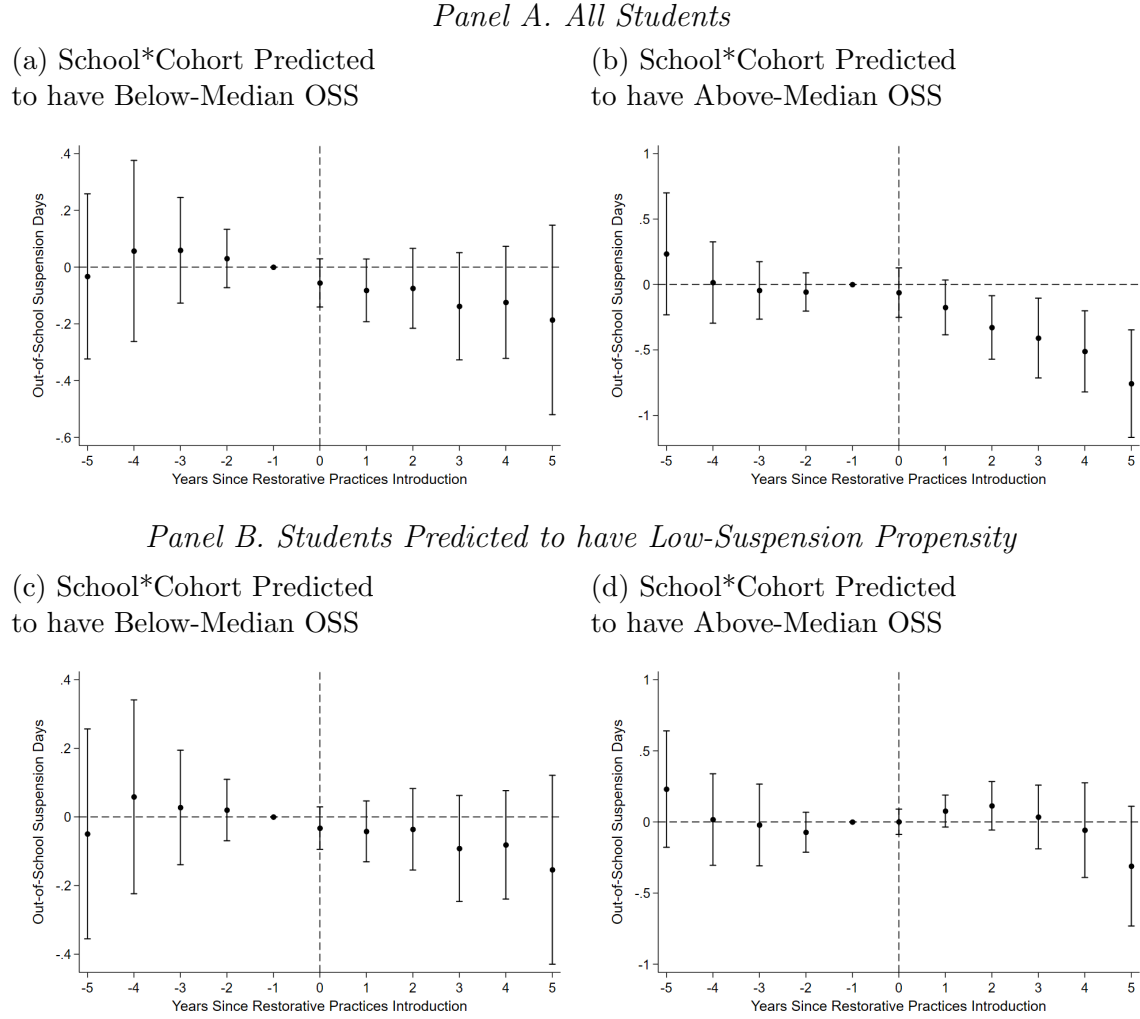 Panel A. All Students
(a) School*Cohort Predicted
to have Below-Median OSS
(b) School*Cohort Predicted
to have Above-Median OSS
Out-of-School Suspension Days
.4
.2
0
-.2
-.4
-.6
-5 -4 -3 -2 -1 0 1 2 3 4 5
Years Since Restorative Practices Introduction
Out-of-School Suspension Days
1
.5
0
-.5
-1
-5 -4 -3 -2 -1 0 1 2 3 4 5
Years Since Restorative Practices Introduction
Panel B. Students Predicted to have Low-Suspension Propensity
(c) School*Cohort Predicted
to have Below-Median OSS
(d) School*Cohort Predicted
to have Above-Median OSS
Out-of-School Suspension Days
.4
.2
0
-.2
-.4
-5 -4 -3 -2 -1 0 1 2 3 4 5
Years Since Restorative Practices Introduction
Out-of-School Suspension Days
1
.5
0
-.5
-1
-5 -4 -3 -2 -1 0 1 2 3 4 5
Years Since Restorative Practices Introduction